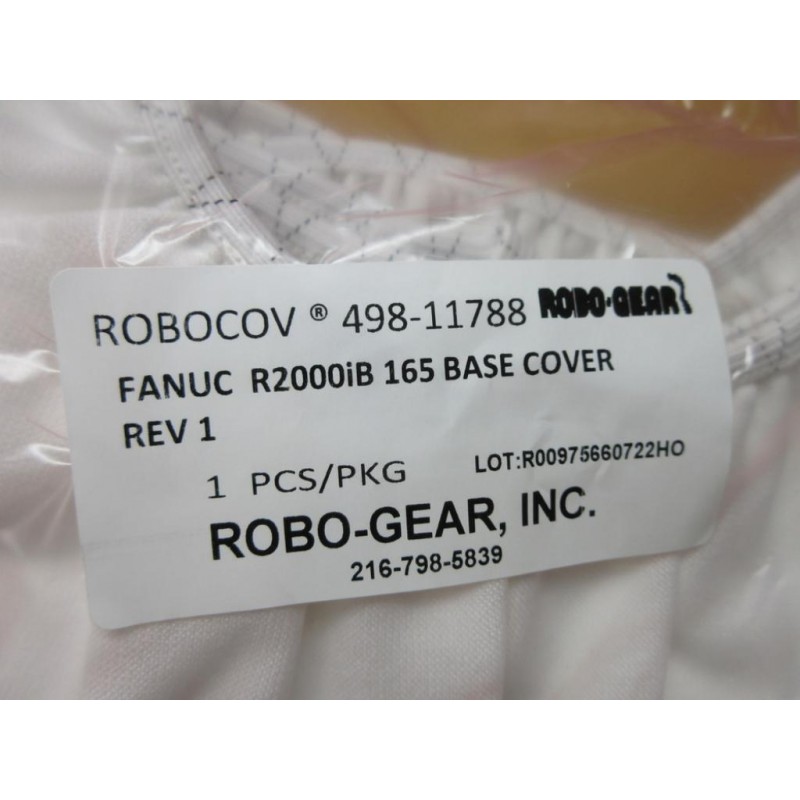 ROBOCOV ® 498-11788 ROBO-GEAR
FANUC R2000iB 165 BASE COVER
REV 1
1 PCS/PKG LOT:R00975660722HO
ROBO-GEAR, INC.
216-798-5839